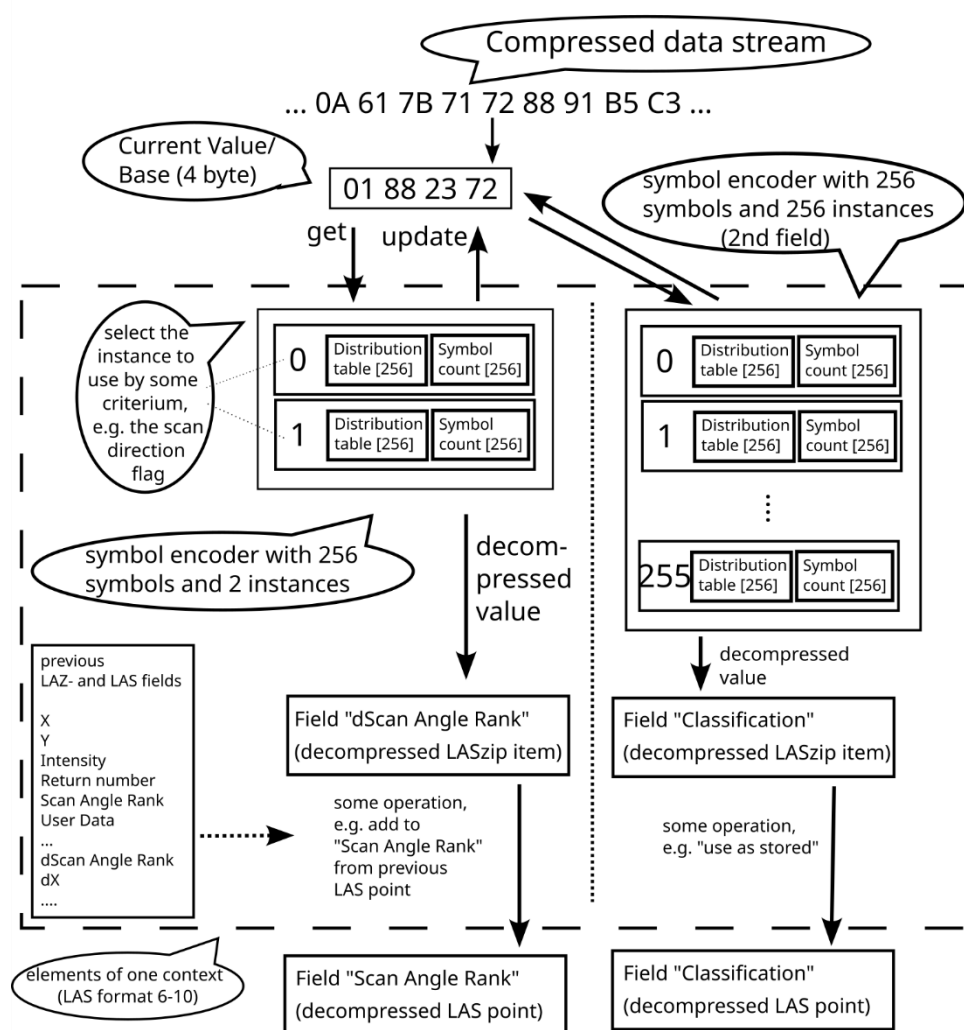 Compressed data stream
... 0A 61 7B 71 72 88 91 B5 C3 ...
Current Value/
Base (4 byte)
01 88 23 72
symbol encoder with 256
symbols and 256 instances
(2nd field)
get
update
select the
instance to
use by some
criterium,
e.g. the scan
direction
flag
0
Distribution
table [256]
Symbol
count [256]
1
Distribution
table [256]
Symbol
count [256]
0
Distribution
table [256]
Symbol
count [256]
1
Distribution
table [256]
Symbol
count [256]
...
255
Distribution
table [256]
Symbol
count [256]
symbol encoder with 256
symbols and 2 instances
decom-
pressed
value
decompressed
value
previous
LAZ- and LAS fields
X
Y
Intensity
Return number
Scan Angle Rank
User Data
...
dScan Angle Rank
dX
....
Field "dScan Angle Rank"
(decompressed LASzip item)
Field "Classification"
(decompressed LASzip item)
some operation,
e.g. add to
"Scan Angle Rank"
from previous
LAS point
some operation,
e.g. "use as stored"
elements of one context
(LAS format 6-10)
Field "Scan Angle Rank"
(decompressed LAS point)
Field "Classification"
(decompressed LAS point)